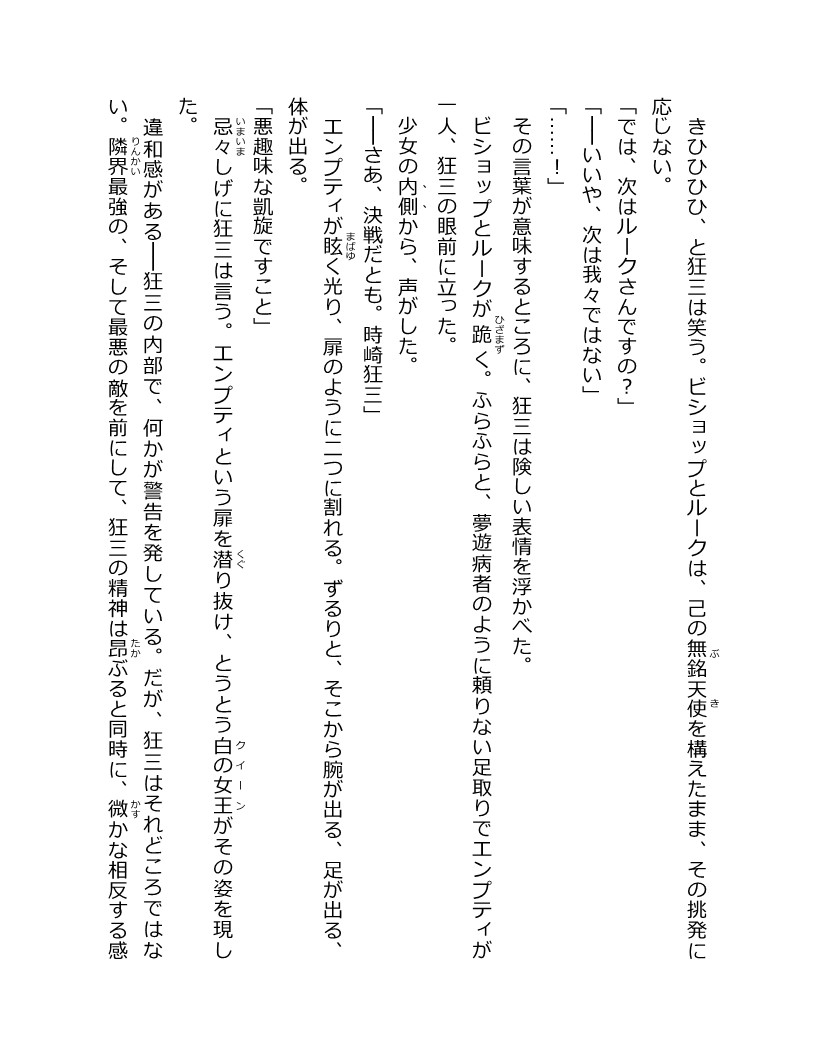 きひひひひ、と狂三は笑う。ビショップとルークは、己の無銘天使を構えたまま、その挑発に
応じない。
「では、次はルークさんですの？」
「──いいや、次は我々ではない」
「……！」
その言葉が意味するところに、狂三は険しい表情を浮かべた。
ビショップとルークが跪く。ふらふらと、夢遊病者のように頼りない足取りでエンプティが
一人、狂三の眼前に立った。
少女の内側から、声がした。
「──さあ、決戦だとも。時崎狂三」
エンプティが眩く光り、扉のように二つに割れる。ずるりと、そこから腕が出る、足が出る、
体が出る。
「悪趣味な凱旋ですこと」
忌々しげに狂三は言う。エンプティという扉を潜り抜け、とうとう白の女王がその姿を現し
た。
違和感がある──狂三の内部で、何かが警告を発している。だが、狂三はそれどころではな
い。隣界最強の、そして最悪の敵を前にして、狂三の精神は昂ぶると同時に、微かな相反する感